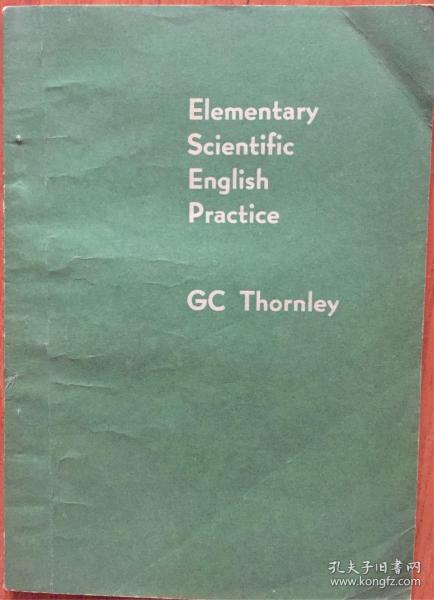 Elementary
Scientific
English
Practice
GC Thornley
孔夫子旧书网
www.kongfz.com